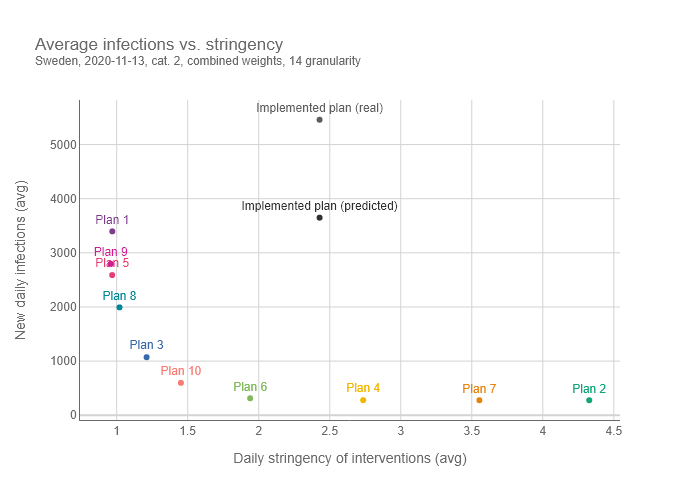 Average infections vs. stringency
Sweden, 2020-11-13, cat. 2, combined weights, 14 granularity
Implemented plan (real)
5000
4000
Implemented plan (predicted)
Plan 1
3000
Plan 9
Plan 5
2000
Plan 8
1000
Plan 3
Plan 10
Plan 6
Plan 4
Plan 7
Plan 2
0
1
1.5
2
2.5
3
3.5
4
4.5
New daily infections (avg)
Daily stringency of interventions (avg)